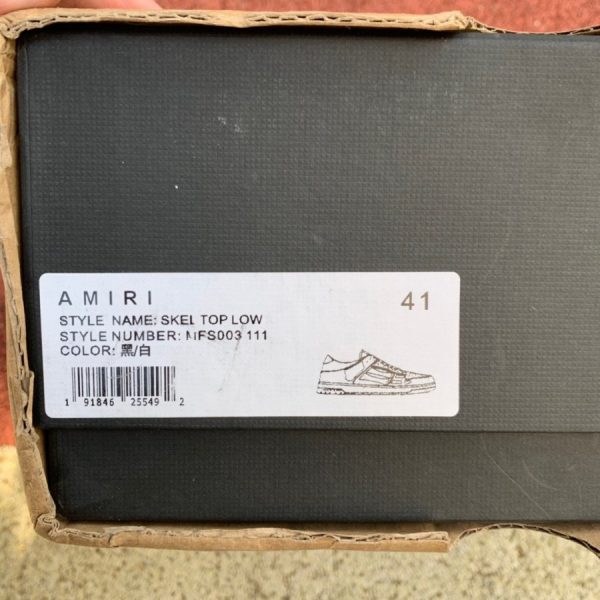 AMIRI
41
STYLE NAME: SKEL TOP LOW
STYLE NUMBER: MFS003 111
COLOR: 黑/白
1 91846 25549 2